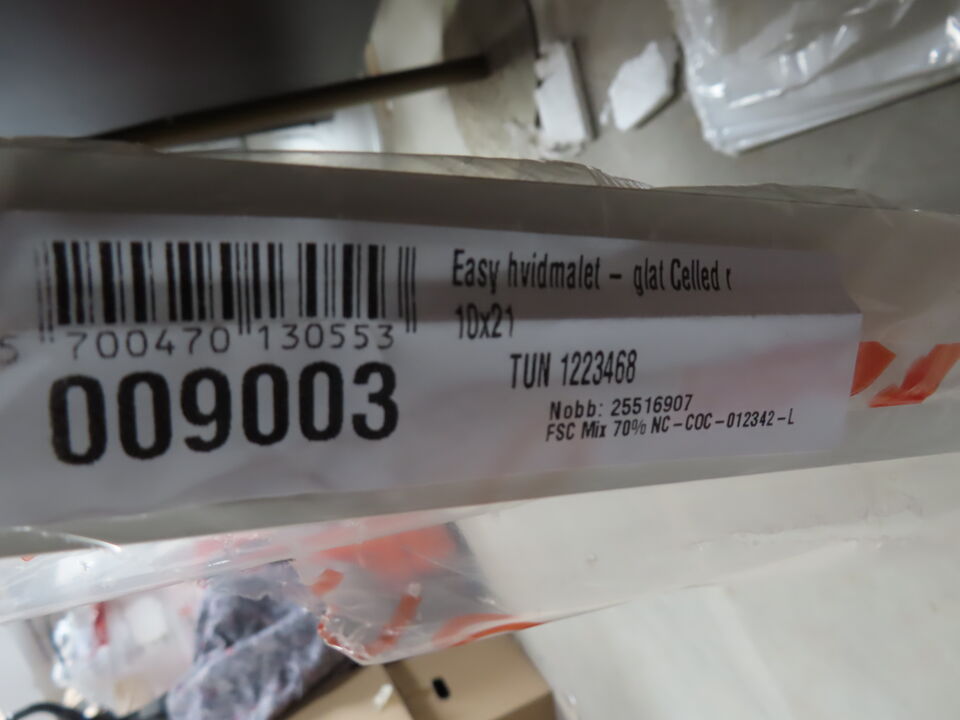 5 700470 130553
009003
Easy hvidmalet - glat Celled r
10x21
TUN 1223468
Nobb: 25516907
FSC Mix 70% NC-COC-012342-L